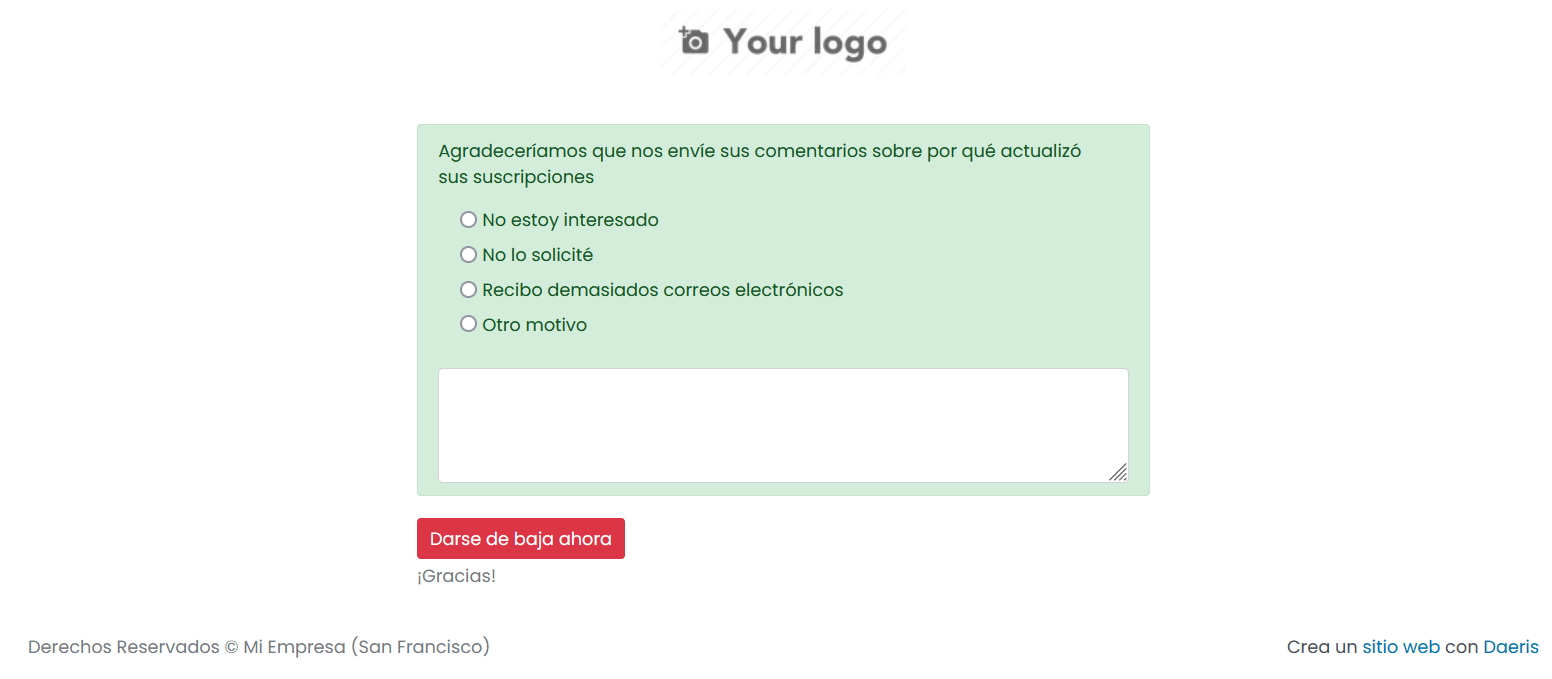 Your logo
Agradeceríamos que nos envíe sus comentarios sobre por qué actualizó
sus suscripciones
No estoy interesado
No lo solicité
Recibo demasiados correos electrónicos
Otro motivo
Darse de baja ahora
¡Gracias!
Derechos Reservados © Mi Empresa (San Francisco)
Crea un sitio web con Daeris